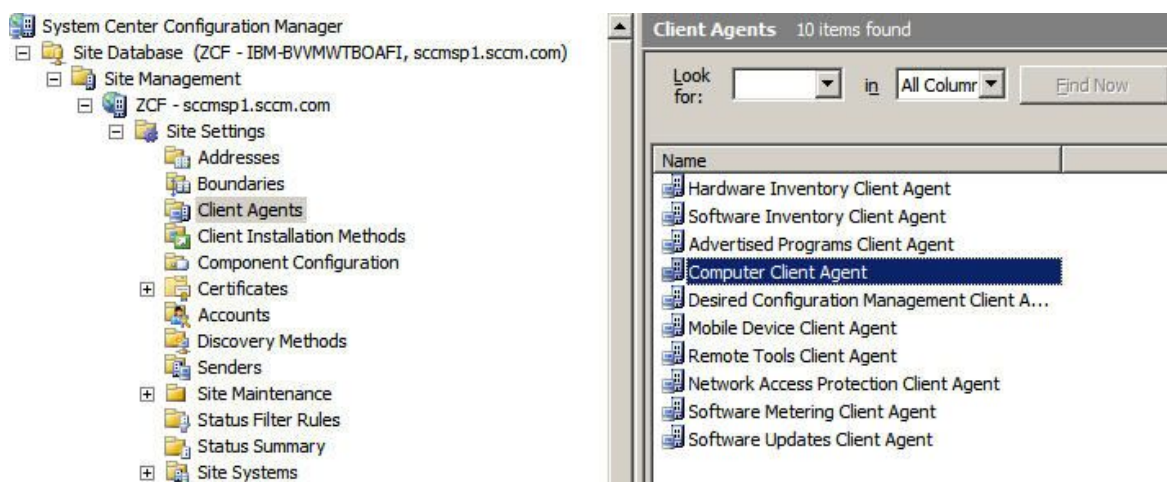 System Center Configuration Manager
Site Database (ZCF - IBM-BVVMWTBOAFI, sccmsp1.sccm.com)
Site Management
ZCF - sccmsp1.sccm.com
Site Settings
Addresses
Boundaries
Client Agents
Client Installation Methods
Component Configuration
Certificates
Accounts
Discovery Methods
Senders
Site Maintenance
Status Filter Rules
Status Summary
Site Systems
Client Agents 10 items found
Look for:
in
All Columr
Find Now
Name
Hardware Inventory Client Agent
Software Inventory Client Agent
Advertised Programs Client Agent
Computer Client Agent
Desired Configuration Management Client A...
Mobile Device Client Agent
Remote Tools Client Agent
Network Access Protection Client Agent
Software Metering Client Agent
Software Updates Client Agent